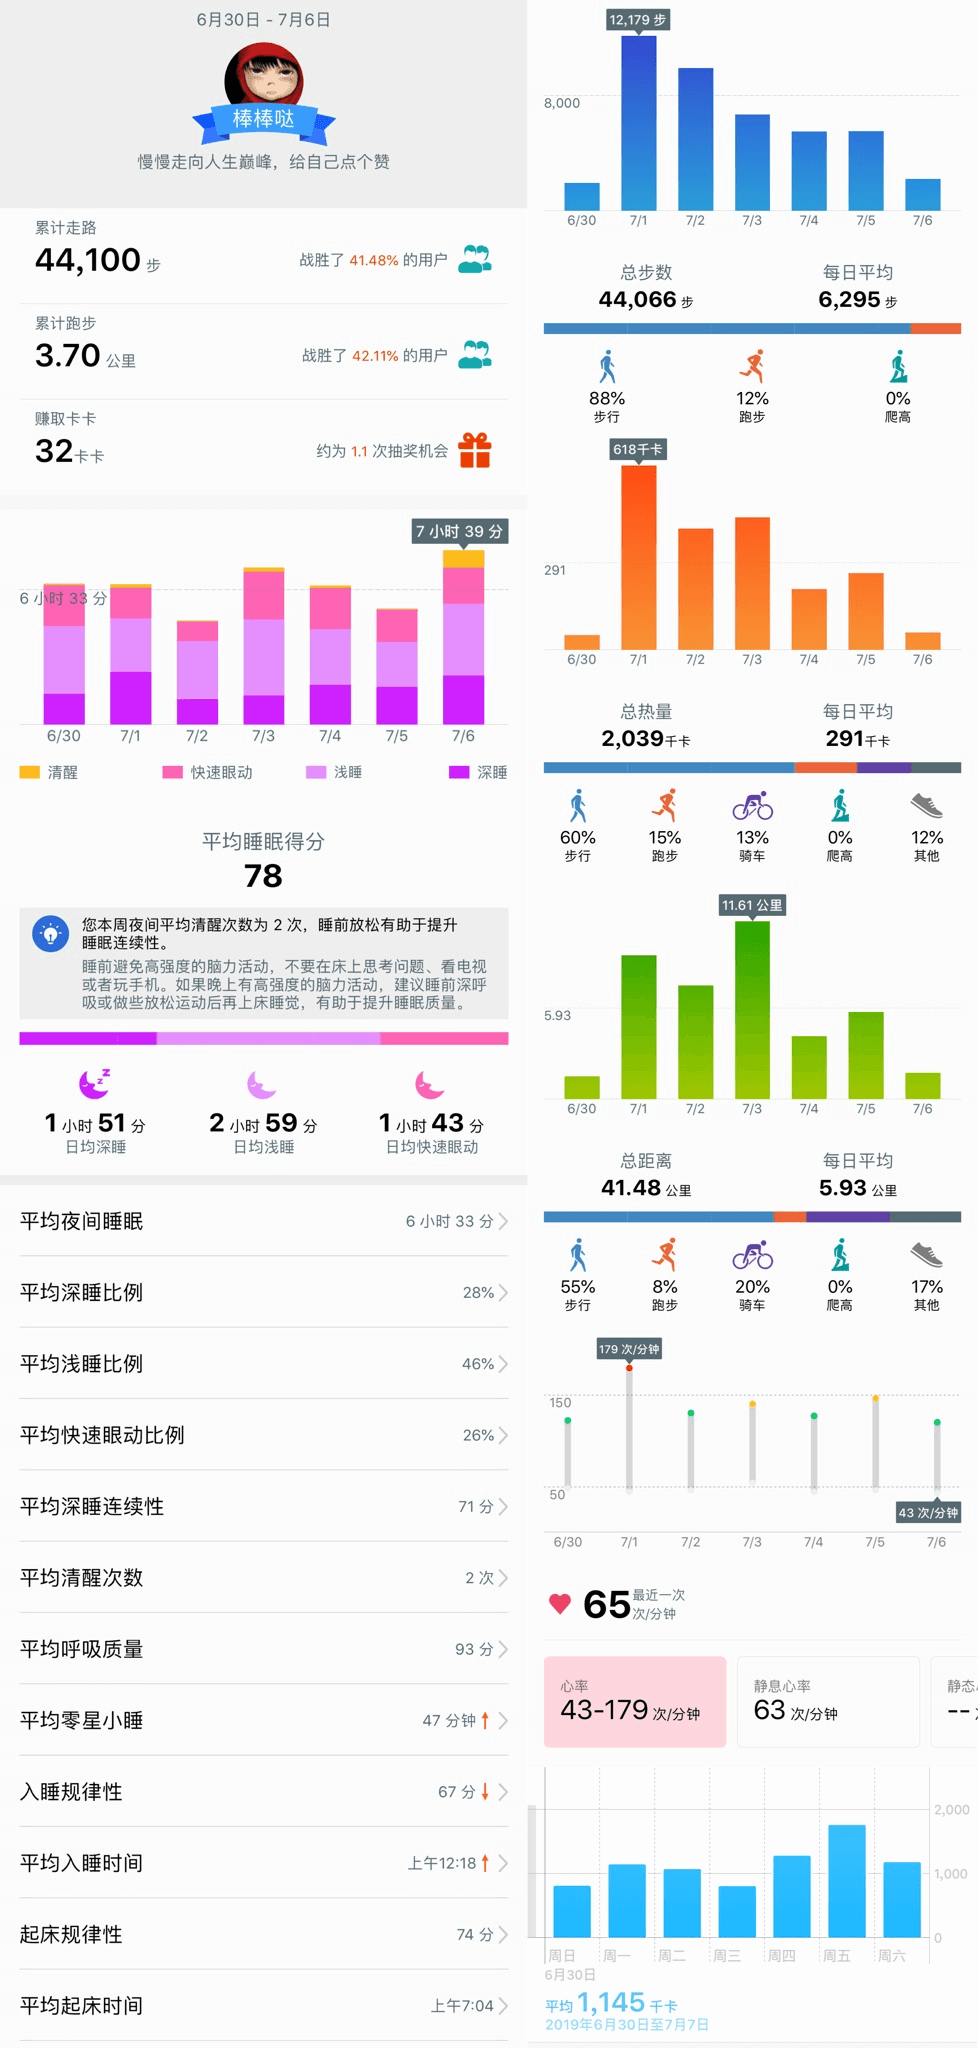 6月30日 - 7月6日
棒棒哒
慢慢走向人生巅峰，给自己点个赞
累计走路
44,100 步
战胜了 41.48% 的用户
累计跑步
3.70 公里
战胜了 42.11% 的用户
赚取卡卡
32卡卡
约为 1.1 次抽奖机会
7 小时 39 分
6 小时 33 分
6/30 7/1 7/2 7/3 7/4 7/5 7/6
清醒 快速眼动 浅睡 深睡
平均睡眠得分
78
您本周夜间平均清醒次数为 2 次，睡前放松有助于提升
睡眠连续性。
睡前避免高强度的脑力活动，不要在床上思考问题、看电视
或者玩手机。如果晚上有高强度的脑力活动，建议睡前深呼
吸或做些放松运动后再上床睡觉，有助于提升睡眠质量。
z z
1 小时 51 分 2 小时 59 分 1 小时 43 分
日均深睡 日均浅睡 日均快速眼动
平均夜间睡眠 6 小时 33 分
平均深睡比例 28%
平均浅睡比例 46%
平均快速眼动比例 26%
平均深睡连续性 71 分
平均清醒次数 2 次
平均呼吸质量 93 分
平均零星小睡 47 分钟
入睡规律性 67 分
平均入睡时间 上午12:18
起床规律性 74 分
平均起床时间 上午7:04
12,179 步
8,000
6/30 7/1 7/2 7/3 7/4 7/5 7/6
总步数 每日平均
44,066 步 6,295 步
88% 12% 0%
步行 跑步 爬高
618千卡
291
6/30 7/1 7/2 7/3 7/4 7/5 7/6
总热量 每日平均
2,039千卡 291千卡
60% 15% 13% 0% 12%
步行 跑步 骑车 爬高 其他
11.61 公里
5.93
6/30 7/1 7/2 7/3 7/4 7/5 7/6
总距离 每日平均
41.48 公里 5.93 公里
55% 8% 20% 0% 17%
步行 跑步 骑车 爬高 其他
179 次/分钟
150
50
43 次/分钟
6/30 7/1 7/2 7/3 7/4 7/5 7/6
65 最近一次
次/分钟
心率 静息心率 静态
43-179 次/分钟 63 次/分钟 --
2,000
1,000
0
周日 周一 周二 周三 周四 周五 周六
6月30日
平均 1,145 千卡
2019年6月30日至7月7日